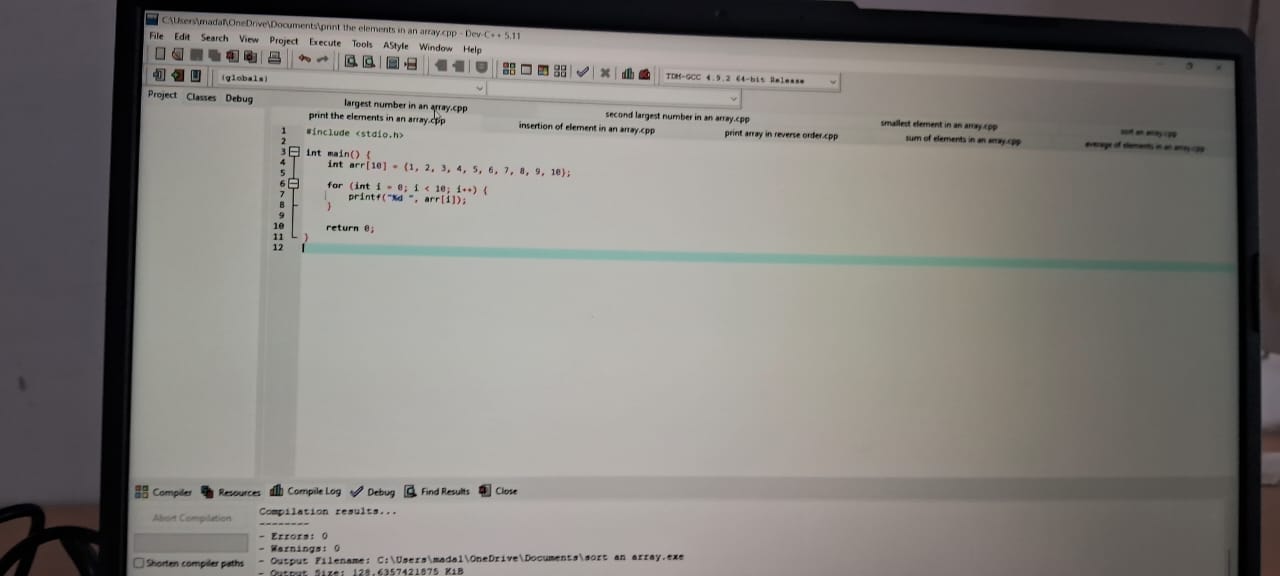 C:\Users\madal\OneDrive\Documents\print the elements in an array.cpp - Dev-C++ 5.11
File Edit Search View Project Execute Tools AStyle Window Help
TDM-GCC 4.9.2 64-bit Release
(globals)
Project Classes Debug
largest number in an array.cpp second largest number in an array.cpp smallest element in an array.cpp sort an array.cpp
print the elements in an array.cpp insertion of element in an array.cpp print array in reverse order.cpp sum of elements in an array.cpp average of elements in an array.cpp
1 #include <stdio.h>
2
3 int main() {
4 int arr[10] = {1, 2, 3, 4, 5, 6, 7, 8, 9, 10};
5
6 for (int i = 0; i < 10; i++) {
7 printf("%d ", arr[i]);
8 }
9
10 return 0;
11 }
12
Compiler Resources Compile Log Debug Find Results Close
Abort Compilation
Shorten compiler paths
Compilation results...
--------
- Errors: 0
- Warnings: 0
- Output Filename: C:\Users\madal\OneDrive\Documents\sort an array.exe
- Output Size: 128.6357421875 KiB